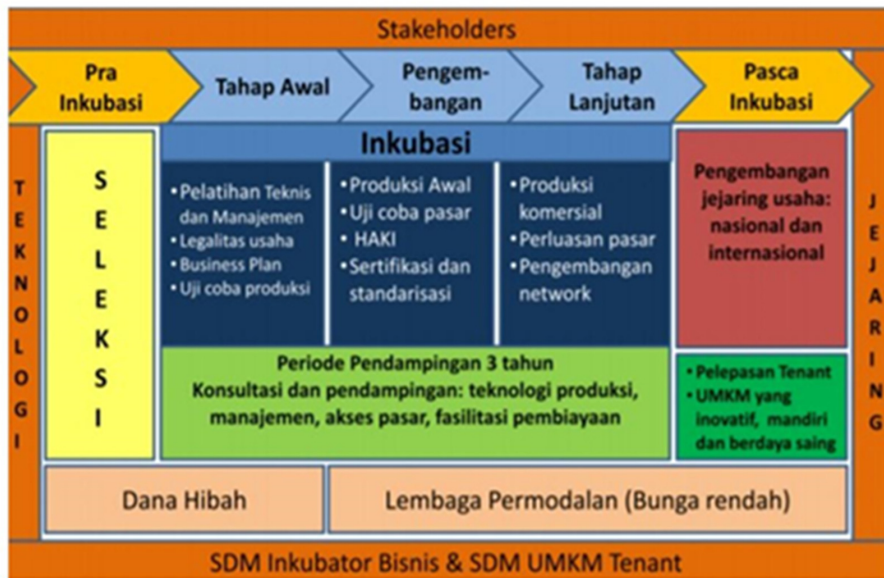 Stakeholders
Pra
Inkubasi
Tahap Awal
Pengem-
bangan
Tahap
Lanjutan
Pasca
Inkubasi
TEKNOLOGI
SELEKSI
Inkubasi
• Pelatihan Teknis
dan Manajemen
• Legalitas usaha
• Business Plan
• Uji coba produksi
• Produksi Awal
• Uji coba pasar
• HAKI
• Sertifikasi dan
standarisasi
• Produksi
komersial
• Perluasan pasar
• Pengembangan
network
Periode Pendampingan 3 tahun
Konsultasi dan pendampingan: teknologi produksi,
manajemen, akses pasar, fasilitasi pembiayaan
Pengembangan
jejaring usaha:
nasional dan
internasional
• Pelepasan Tenant
• UMKM yang
inovatif, mandiri
dan berdaya saing
JEJARING
Dana Hibah
Lembaga Permodalan (Bunga rendah)
SDM Inkubator Bisnis & SDM UMKM Tenant